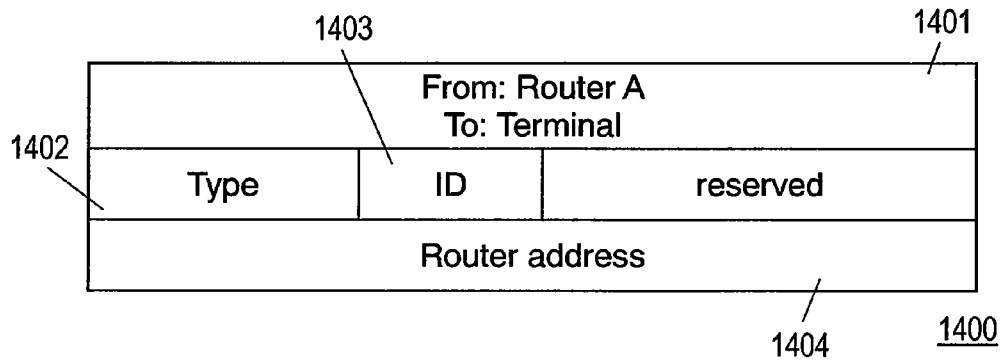 1403
1401
From: Router A
To: Terminal
1402
Type
ID
reserved
Router address
1404
1400